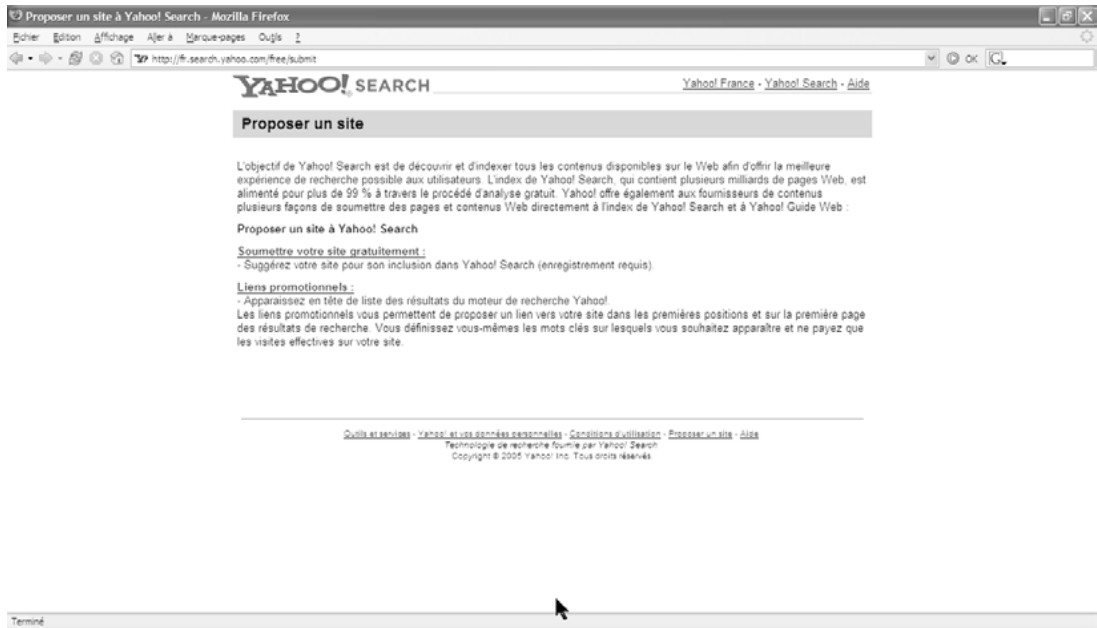 Proposer un site à Yahoo! Search - Mozilla Firefox
Fichier Edition Affichage Aller à Marque-pages Outils ?
http://fr.search.yahoo.com/free/submit OK G
YAHOO! SEARCH Yahoo! France - Yahoo! Search - Aide
Proposer un site
L'objectif de Yahoo! Search est de découvrir et d'indexer tous les contenus disponibles sur le Web afin d'offrir la meilleure
expérience de recherche possible aux utilisateurs. L'index de Yahoo! Search, qui contient plusieurs milliards de pages Web, est
alimenté pour plus de 99 % à travers le procédé d'analyse gratuit. Yahoo! offre également aux fournisseurs de contenus
plusieurs façons de soumettre des pages et contenus Web directement à l'index de Yahoo! Search et à Yahoo! Guide Web :
Proposer un site à Yahoo! Search
Soumettre votre site gratuitement :
- Suggérez votre site pour son inclusion dans Yahoo! Search (enregistrement requis).
Liens promotionnels :
- Apparaissez en tête de liste des résultats du moteur de recherche Yahoo!.
Les liens promotionnels vous permettent de proposer un lien vers votre site dans les premières positions et sur la première page
des résultats de recherche. Vous définissez vous-mêmes les mots clés sur lesquels vous souhaitez apparaître et ne payez que
les visites effectives sur votre site.
Outils et services - Yahoo! et vos données personnelles - Conditions d'utilisation - Proposer un site - Aide
Technologie de recherche fournie par Yahoo! Search
Copyright © 2005 Yahoo! Inc. Tous droits réservés.
Terminé